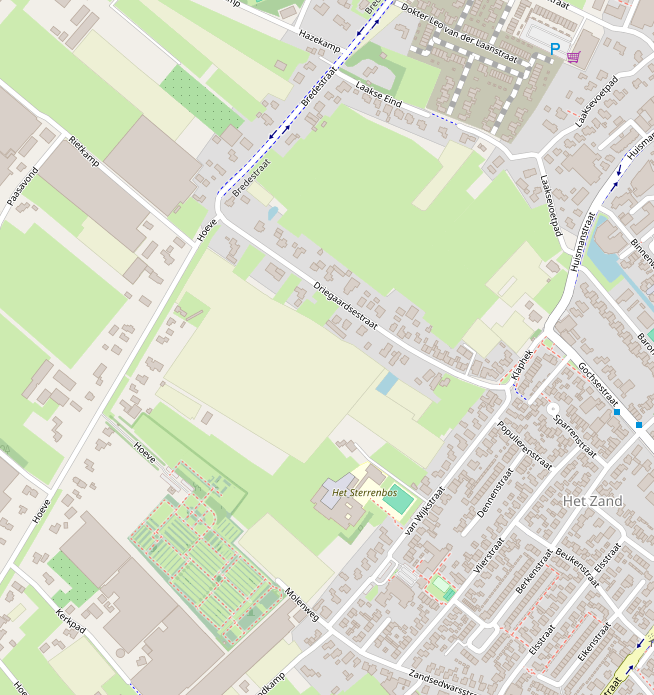 Dokter Leo van der Laanstraat
Hazekamp
P
Bredestraat
Laakse Eind
Laaksevoetpad
Rietkamp
Paasavond
Bredestraat
Laaksevoetpad
Huismanstraat
Hoeve
Driegaardsestraat
Klaphek
Gochsestraat
Sparrenstraat
Populierenstraat
Hoeve
Het Sterrenbos
Dennenstraat
Het Zand
van Wijkstraat
Hoeve
Vlierstraat
Beukenstraat
Elsstraat
Berkenstraat
Molenweg
Kerkpad
Elsstraat
Eikenstraat